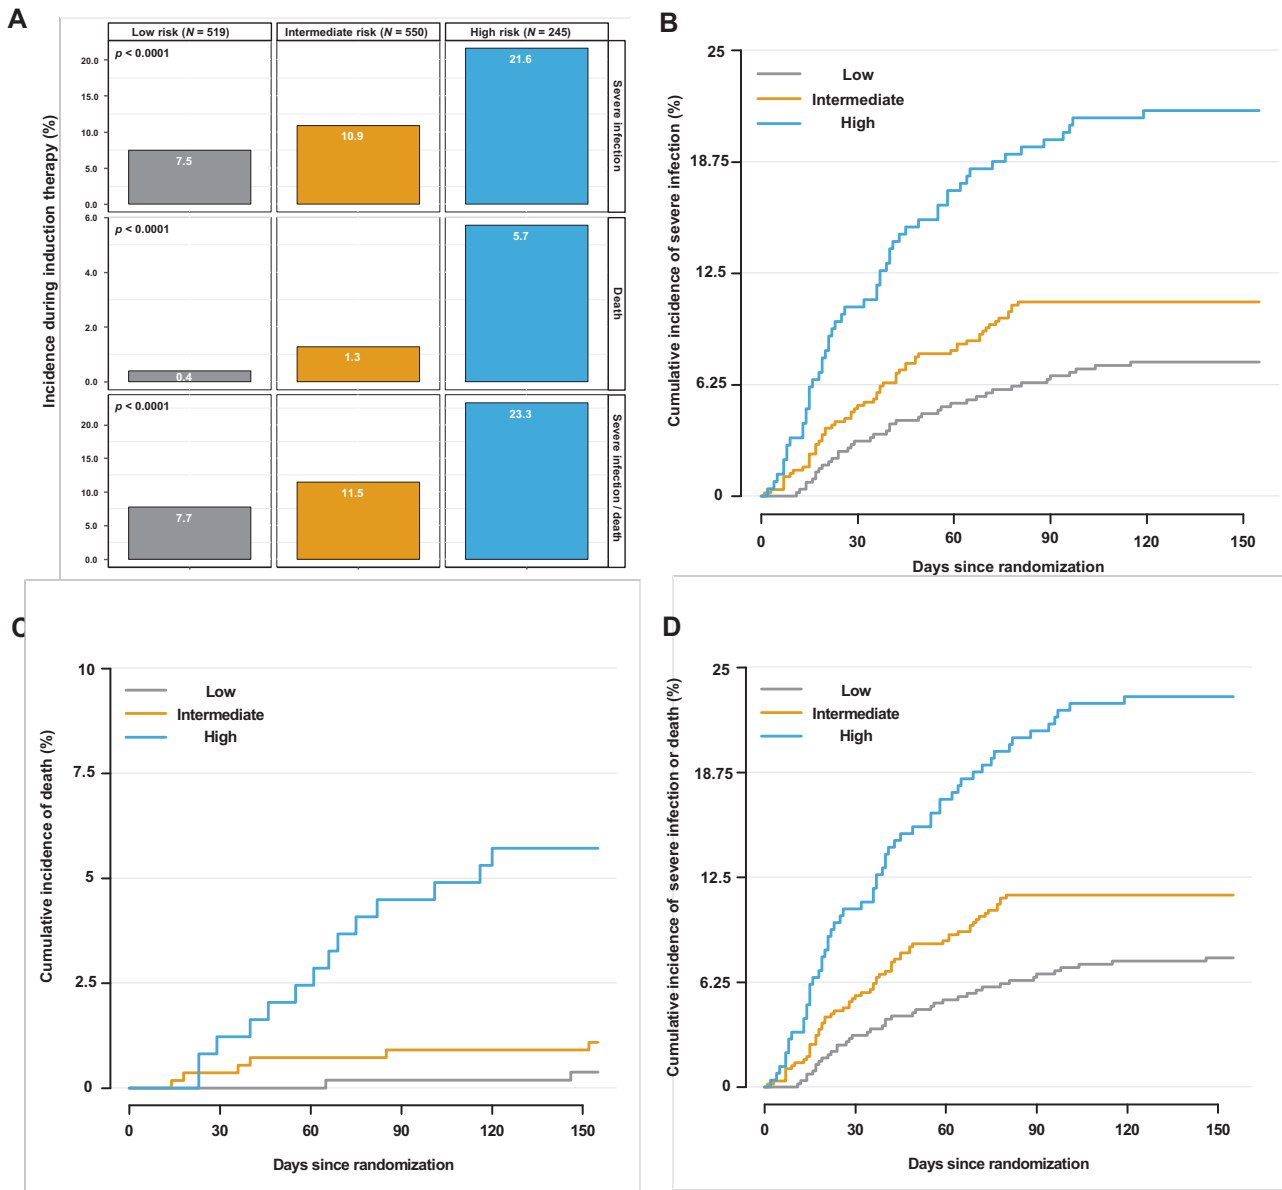 A
Low risk (N = 519)
Intermediate risk (N = 550)
High risk (N = 245)
Incidence during induction therapy (%)
p < 0.0001
20.0
15.0
10.0
5.0
0.0
7.5
10.9
21.6
Severe infection
p < 0.0001
6.0
4.0
2.0
0.0
0.4
1.3
5.7
Death
p < 0.0001
20.0
15.0
10.0
5.0
0.0
7.7
11.5
23.3
Severe infection / death
B
Cumulative incidence of severe infection (%)
25
18.75
12.5
6.25
0
Low
Intermediate
High
0 30 60 90 120 150
Days since randomization
C
Cumulative incidence of death (%)
10
7.5
5
2.5
0
Low
Intermediate
High
0 30 60 90 120 150
Days since randomization
D
Cumulative incidence of severe infection or death (%)
25
18.75
12.5
6.25
0
Low
Intermediate
High
0 30 60 90 120 150
Days since randomization